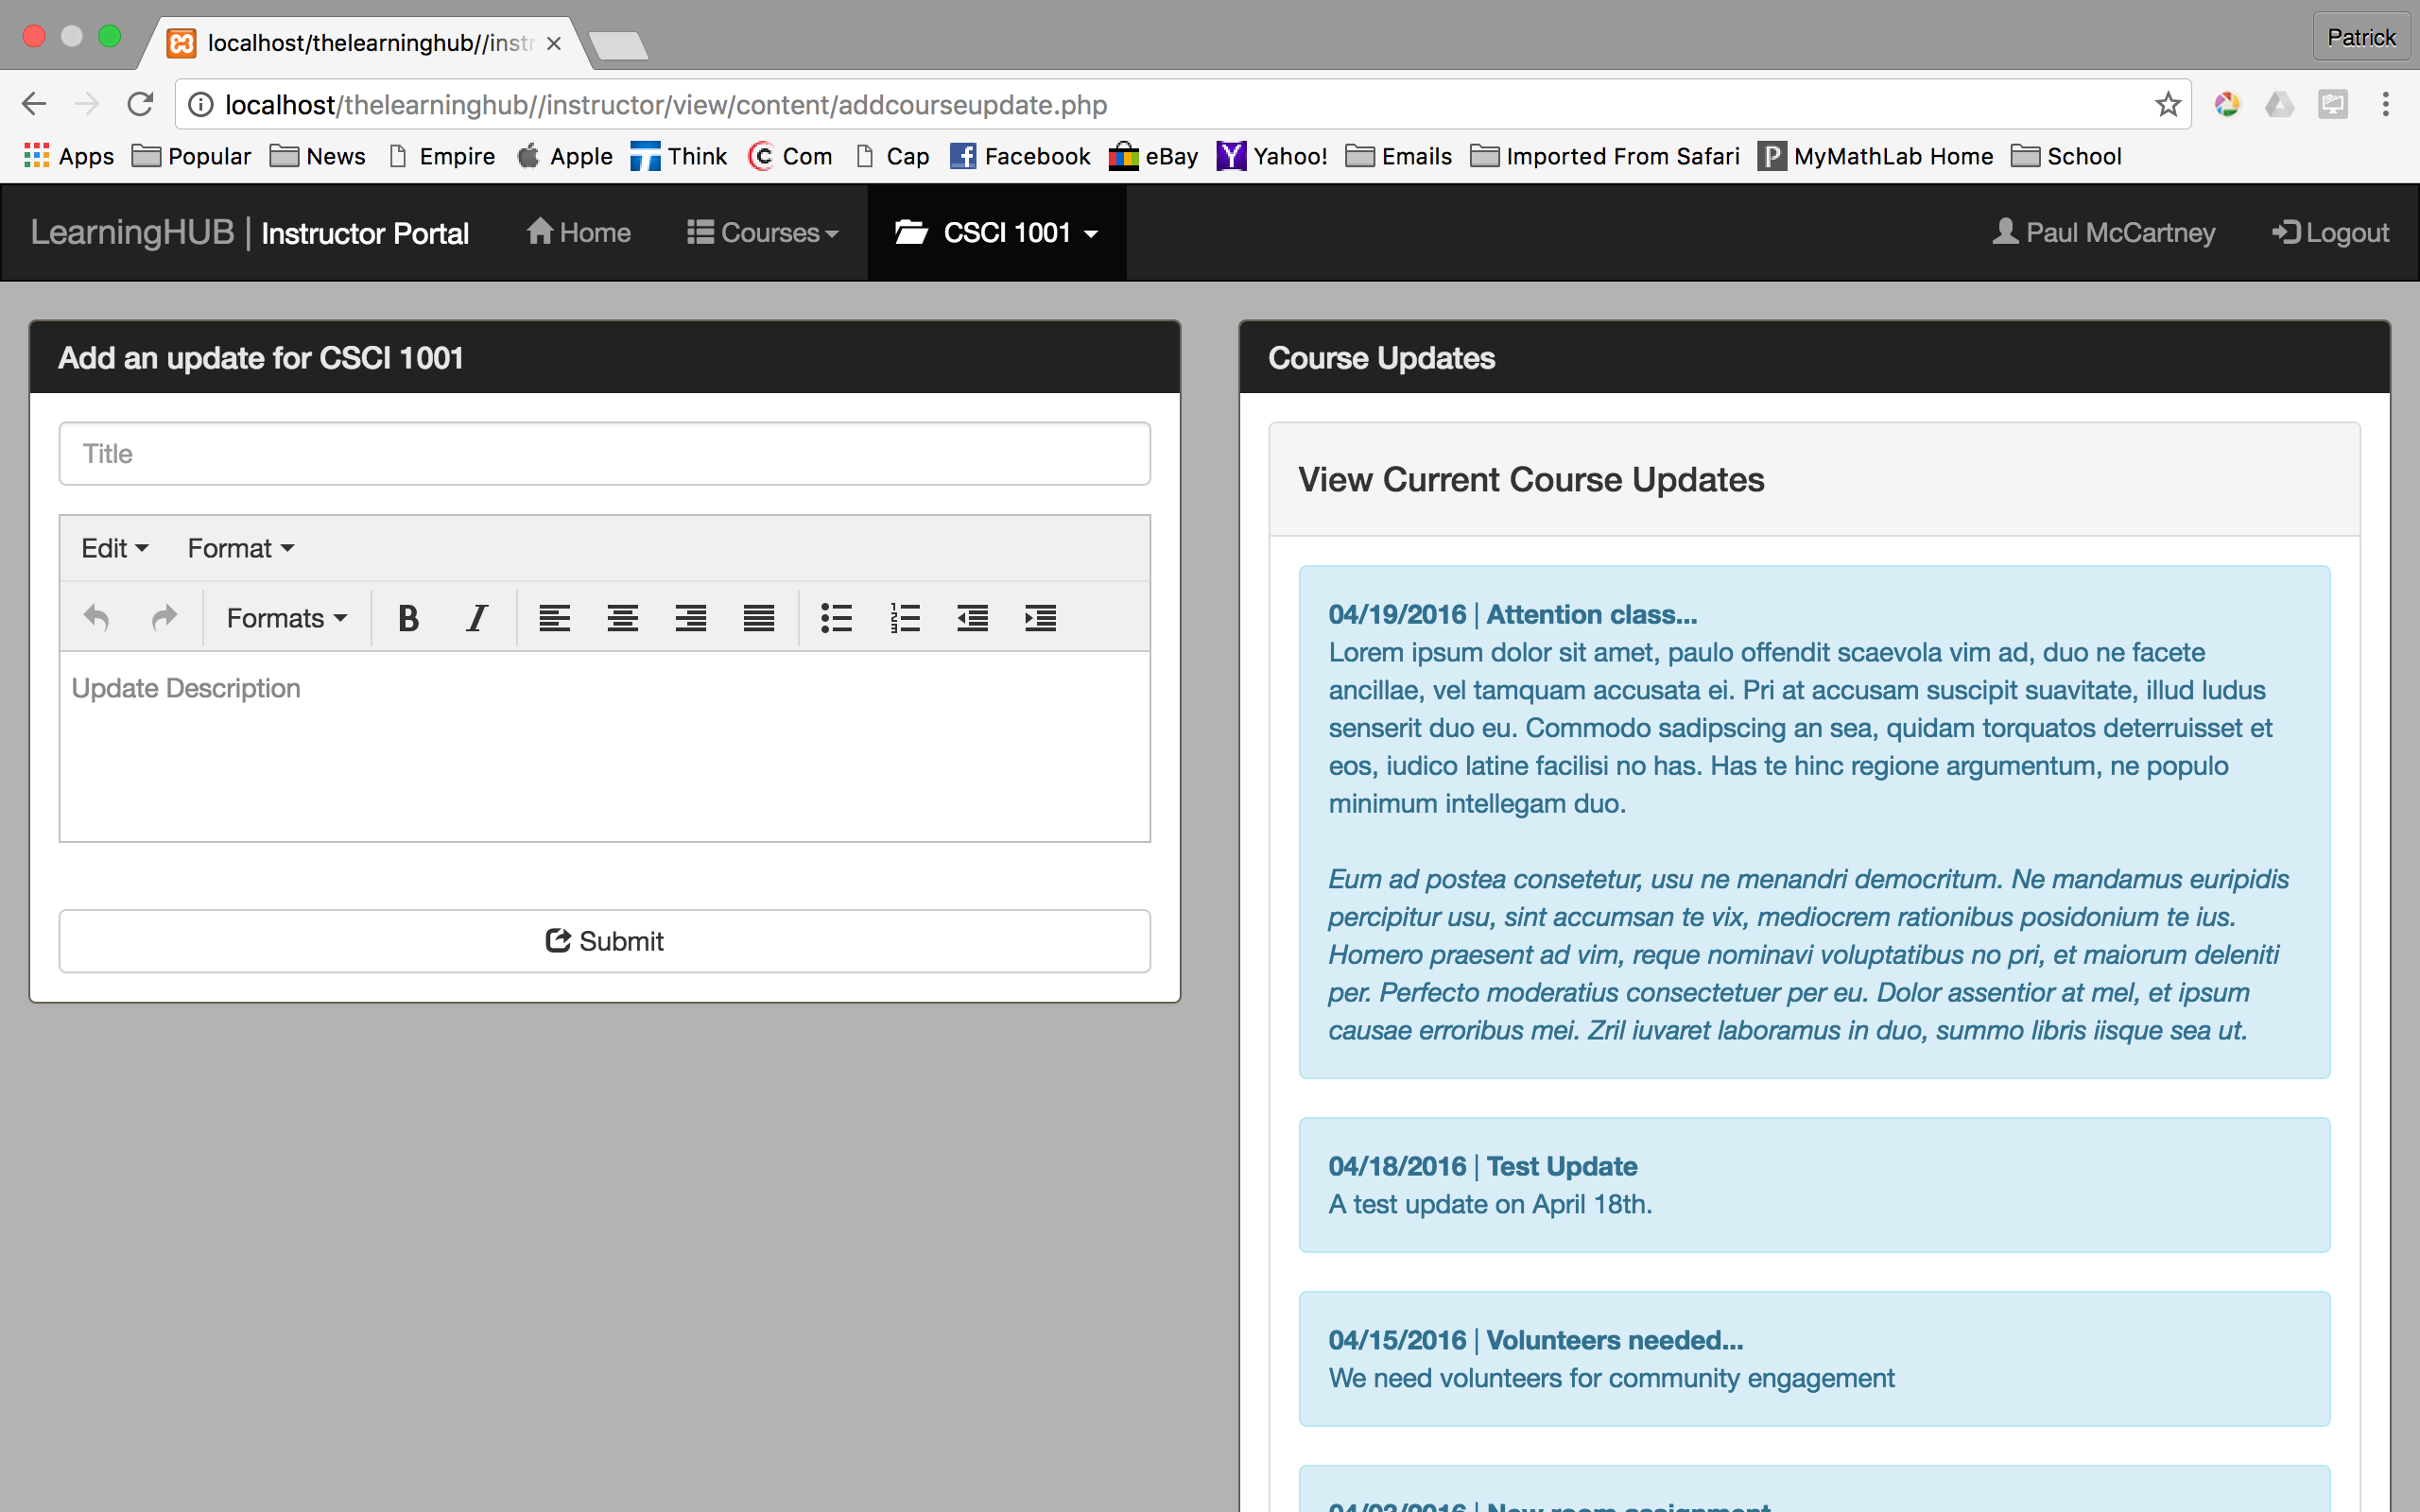 localhost/thelearninghub//instr
Patrick
localhost/thelearninghub//instructor/view/content/addcourseupdate.php
Apps Popular News Empire Apple Think Com Cap Facebook eBay Yahoo! Emails Imported From Safari MyMathLab Home School
LearningHUB | Instructor Portal Home Courses CSCI 1001 Paul McCartney Logout
Add an update for CSCI 1001
Title
Edit Format
Formats B I
Update Description
Submit
Course Updates
View Current Course Updates
04/19/2016 | Attention class...
Lorem ipsum dolor sit amet, paulo offendit scaevola vim ad, duo ne facete
ancillae, vel tamquam accusata ei. Pri at accusam suscipit suavitate, illud ludus
senserit duo eu. Commodo sadipscing an sea, quidam torquatos deterruisset et
eos, iudico latine facilisi no has. Has te hinc regione argumentum, ne populo
minimum intellegam duo.
Eum ad postea consetetur, usu ne menandri democritum. Ne mandamus euripidis
percipitur usu, sint accumsan te vix, mediocrem rationibus posidonium te ius.
Homero praesent ad vim, reque nominavi voluptatibus no pri, et maiorum deleniti
per. Perfecto moderatius consectetuer per eu. Dolor assentior at mel, et ipsum
causae erroribus mei. Zril iuvaret laboramus in duo, summo libris iisque sea ut.
04/18/2016 | Test Update
A test update on April 18th.
04/15/2016 | Volunteers needed...
We need volunteers for community engagement
04/03/2016 | New room assignment